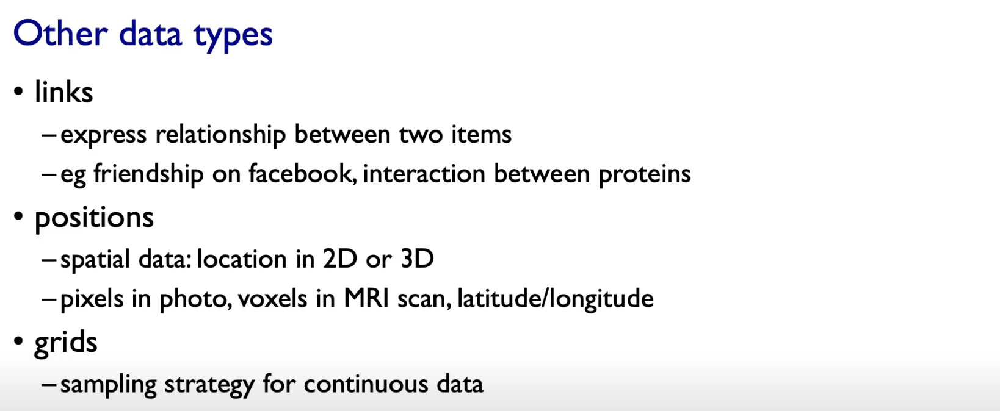 Other data types
• links
– express relationship between two items
– eg friendship on facebook, interaction between proteins
• positions
– spatial data: location in 2D or 3D
– pixels in photo, voxels in MRI scan, latitude/longitude
• grids
– sampling strategy for continuous data